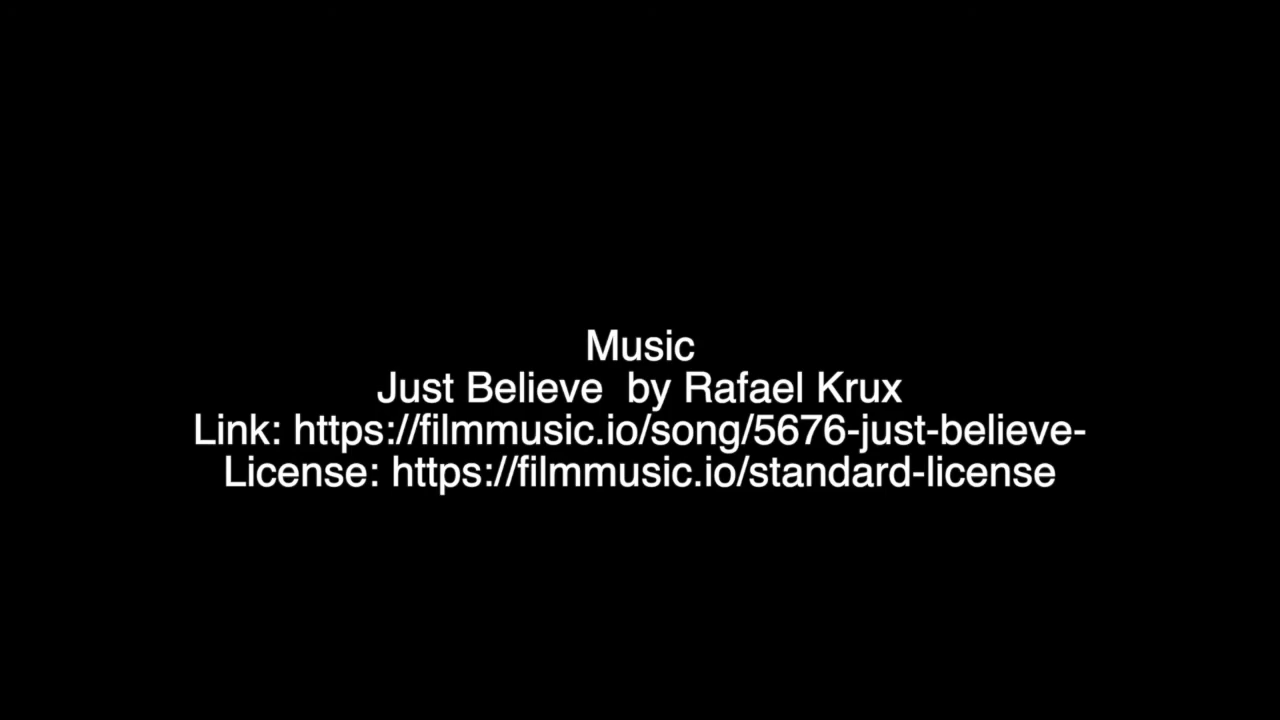 Music
Just Believe  by Rafael Krux
Link: https://filmmusic.io/song/5676-just-believe-
License: https://filmmusic.io/standard-license